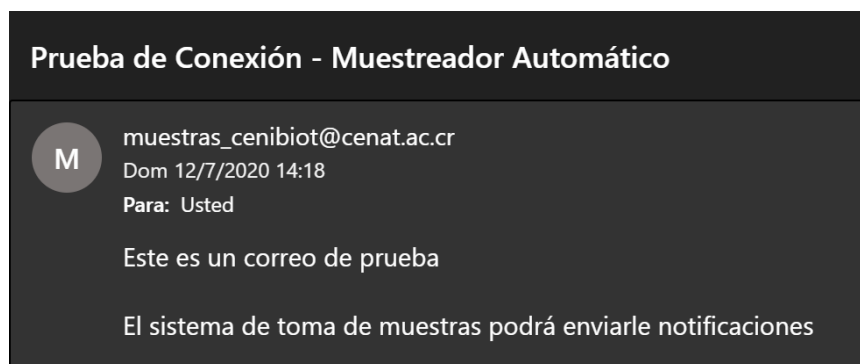 Prueba de Conexión - Muestreador Automático
M
muestras_cenibiot@cenat.ac.cr
Dom 12/7/2020 14:18
Para: Usted
Este es un correo de prueba
El sistema de toma de muestras podrá enviarle notificaciones